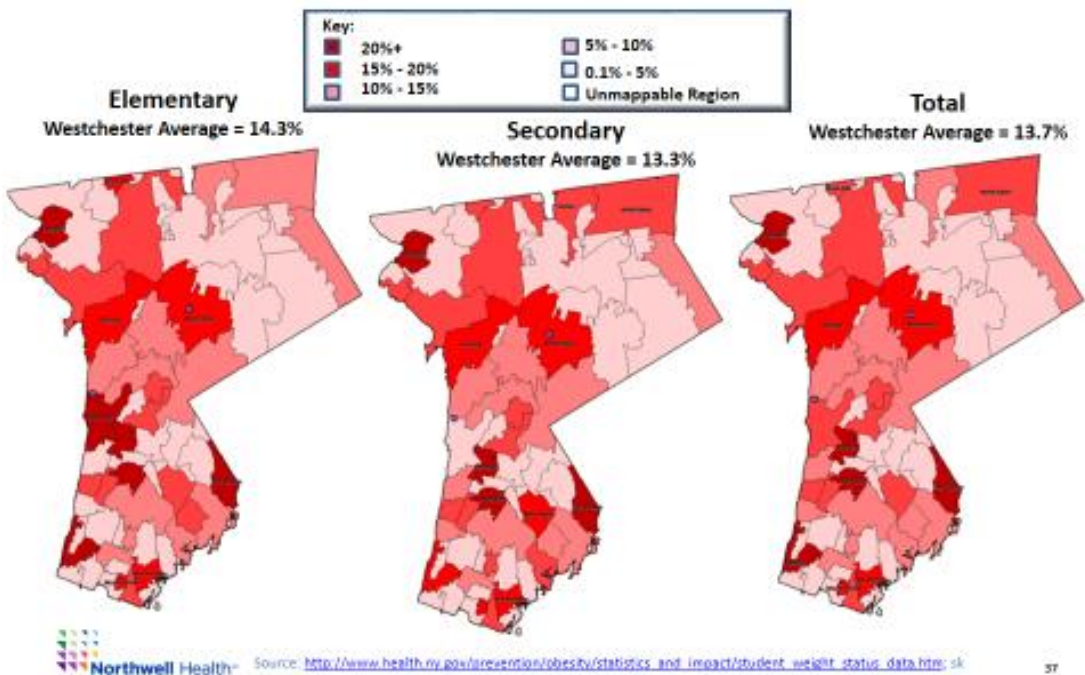 Key:
20%+
15% - 20%
10% - 15%
5% - 10%
0.1% - 5%
Unmappable Region
Elementary
Westchester Average = 14.3%
Secondary
Westchester Average = 13.3%
Total
Westchester Average = 13.7%
Northwell Health
Source: http://www.health.ny.gov/prevention/obesity/statistics_and_impact/student_weight_status_data.htm; sk
37